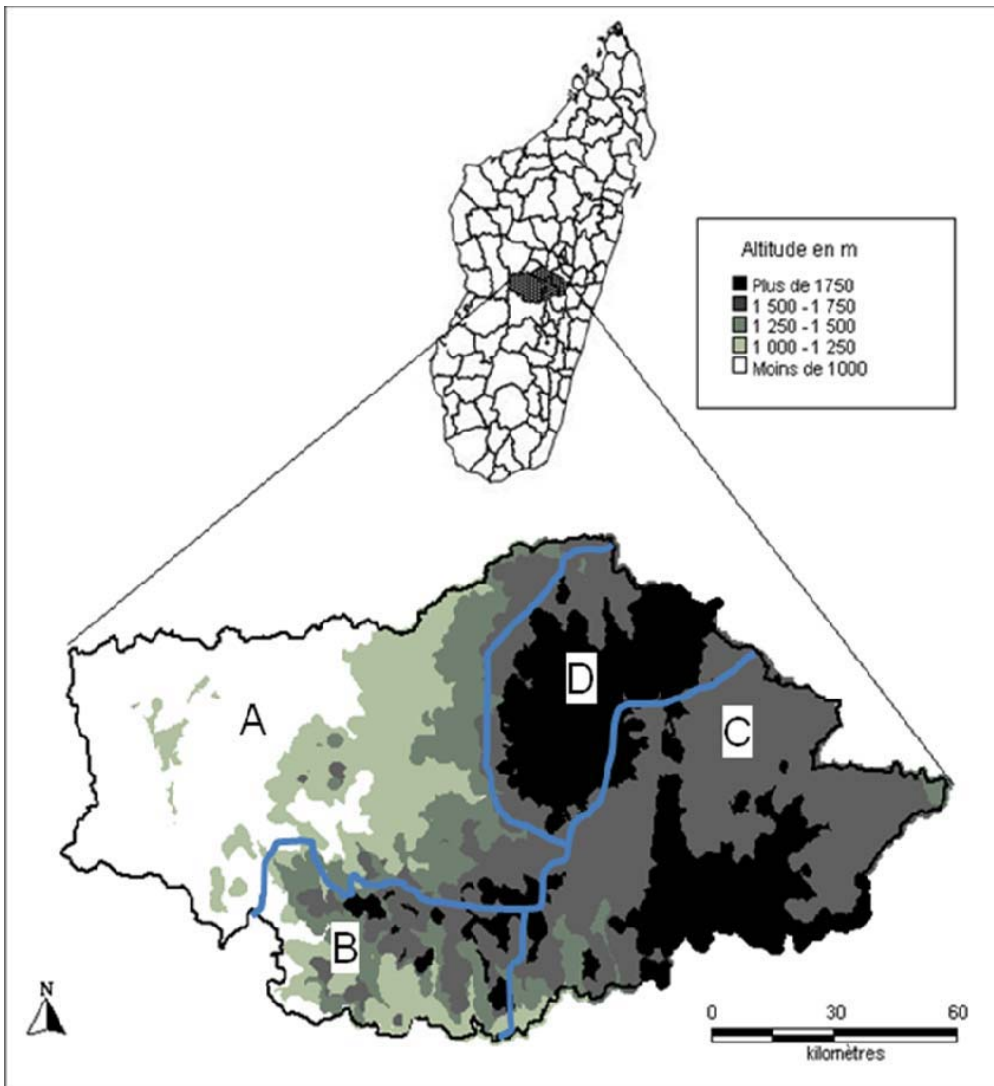 Altitude en m
Plus de 1750
1 500 - 1 750
1 250 - 1 500
1 000 - 1 250
Moins de 1000
D
A
C
B
N
0 30 60
kilomètres